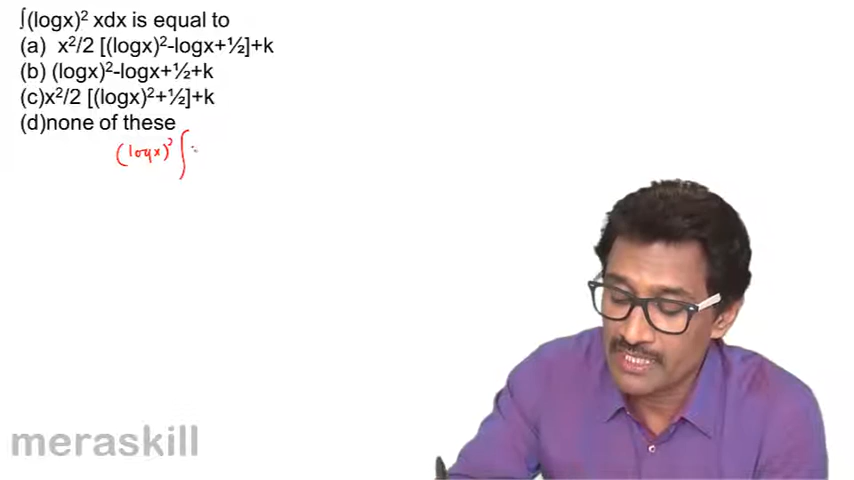 ∫(logx)² xdx is equal to
(a) x²/2 [(logx)²-logx+½]+k
(b) (logx)²-logx+½+k
(c)x²/2 [(logx)²+½]+k
(d)none of these
(logx)² ∫
meraskill